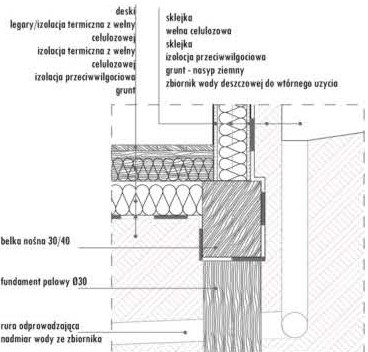 deski
legary/izolacja termiczna z wełny
celulozowej
izolacja termiczna z wełny
celulozowej
izolacja przeciwwilgociowa
grunt
sklejka
wełna celulozowa
sklejka
izolocja przeciwwilgociowa
grunt - nasyp ziemny
zbiornik wody deszczowej do wtórnego uzycia
belka nośna 30/40
fundament palowy Ø30
rura odprowadzająca
nadmiar wody ze zbiornika